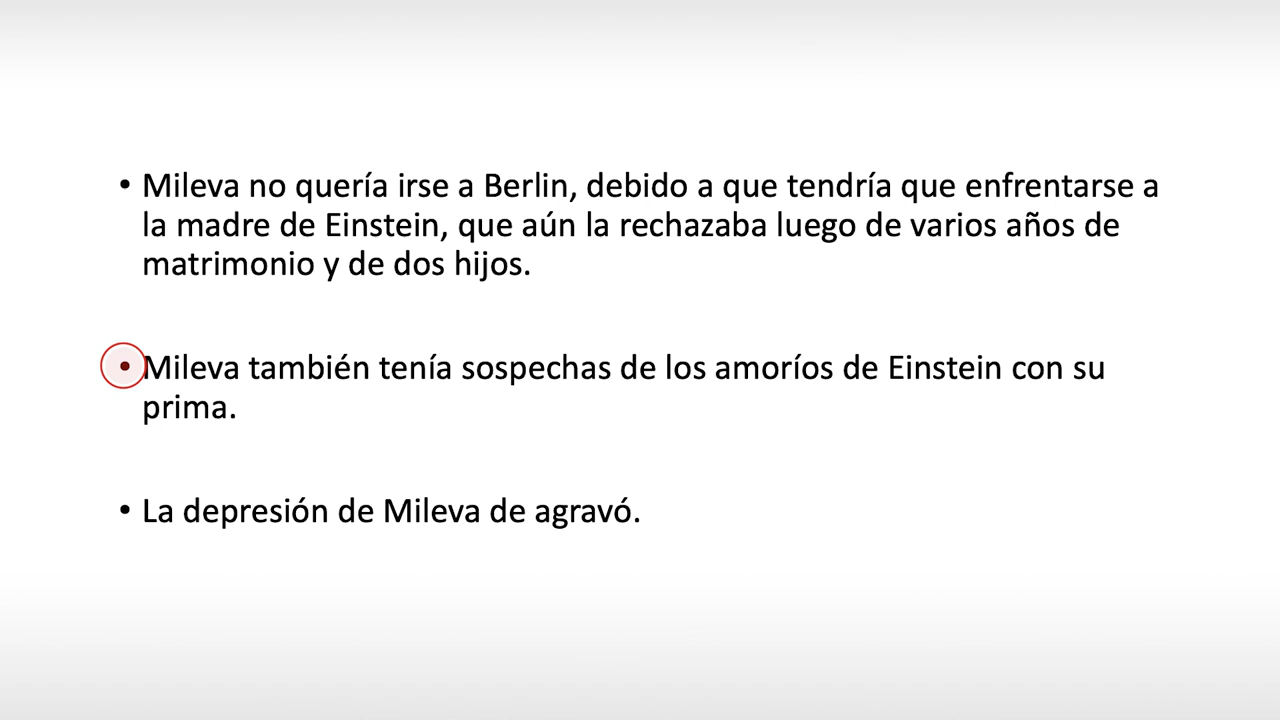 • Mileva no quería irse a Berlin, debido a que tendría que enfrentarse a
la madre de Einstein, que aún la rechazaba luego de varios años de
matrimonio y de dos hijos.
• Mileva también tenía sospechas de los amoríos de Einstein con su
prima.
• La depresión de Mileva de agravó.